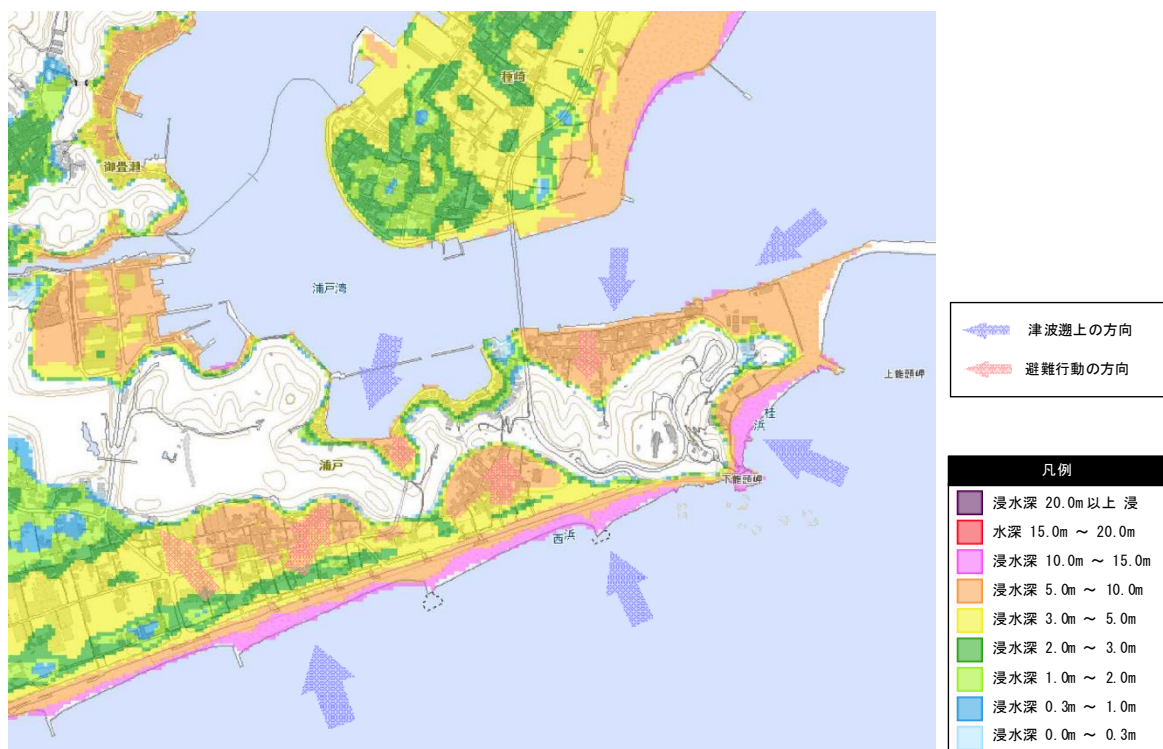 種崎
御畳瀬
浦戸湾
上龍頭岬
桂浜
浦戸
下龍頭岬
西浜
津波遡上の方向
避難行動の方向
凡例
浸水深 20.0m以上 浸
水深 15.0m ～ 20.0m
浸水深 10.0m ～ 15.0m
浸水深 5.0m ～ 10.0m
浸水深 3.0m ～ 5.0m
浸水深 2.0m ～ 3.0m
浸水深 1.0m ～ 2.0m
浸水深 0.3m ～ 1.0m
浸水深 0.0m ～ 0.3m